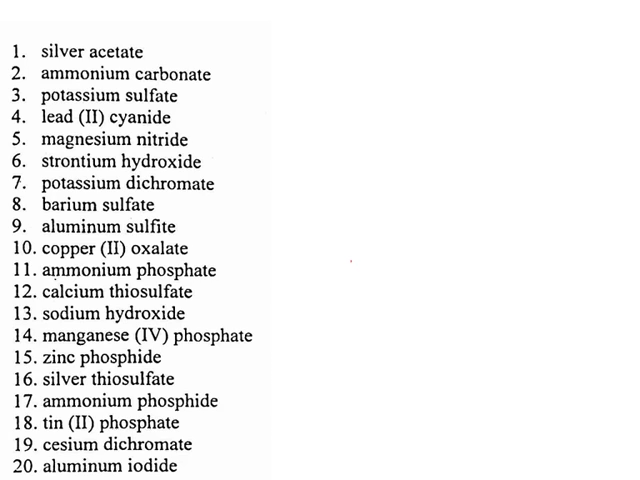 1. silver acetate
2. ammonium carbonate
3. potassium sulfate
4. lead (II) cyanide
5. magnesium nitride
6. strontium hydroxide
7. potassium dichromate
8. barium sulfate
9. aluminum sulfite
10. copper (II) oxalate
11. ammonium phosphate
12. calcium thiosulfate
13. sodium hydroxide
14. manganese (IV) phosphate
15. zinc phosphide
16. silver thiosulfate
17. ammonium phosphide
18. tin (II) phosphate
19. cesium dichromate
20. aluminum iodide